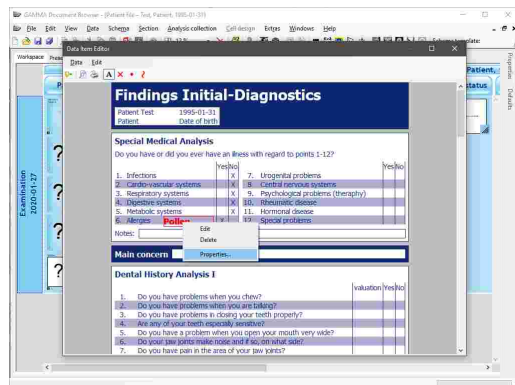 GAMMA Document Browser - [Patient file - Test, Patient, 1995-01-31]
File Edit View Data Schema Section Analysis collection Cell design Extras Windows Help
Workspace
Data Item Editor
Data Edit
Properties
Defaults
Patient,
status
Examination
2020-01-27
Findings Initial-Diagnostics
Patient Test 1995-01-31
Patient Date of birth
Special Medical Analysis
Do you have or did you ever have an illness with regard to points 1-12?
Yes No Yes No
1. Infections X 7. Urogenital problems
2. Cardio-vascular systems X 8. Central nervous systems
3. Respiratory systems X 9. Psychological problems (theraphy)
4. Digestive systems X 10. Rheumatic disease
5. Metabolic systems X 11. Hormonal disease
6. Allergies Pollen X 12. Special problems
Notes:
Edit
Delete
Properties...
Main concern
Dental History Analysis I
valuation Yes No
1. Do you have problems when you chew?
2. Do you have problems when you are talking?
3. Do you have problems in closing your teeth properly?
4. Are any of your teeth especially sensitive?
5. Do you have a problem when you open your mouth very wide?
6. Do your jaw joints make noise and if so, on what side?
7. Do you have pain in the area of your jaw joints?